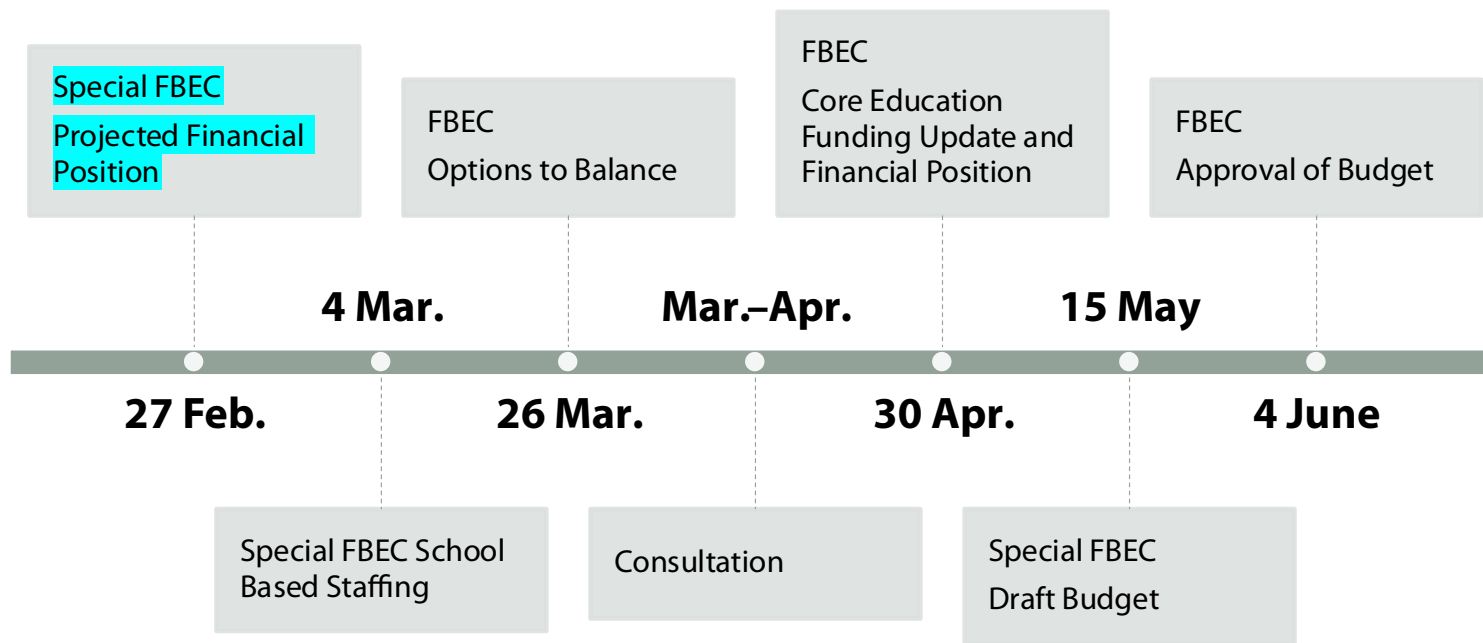 Special FBEC
Projected Financial
Position
FBEC
Options to Balance
FBEC
Core Education
Funding Update and
Financial Position
FBEC
Approval of Budget
4 Mar.
Mar.–Apr.
15 May
27 Feb.
26 Mar.
30 Apr.
4 June
Special FBEC School
Based Staffing
Consultation
Special FBEC
Draft Budget